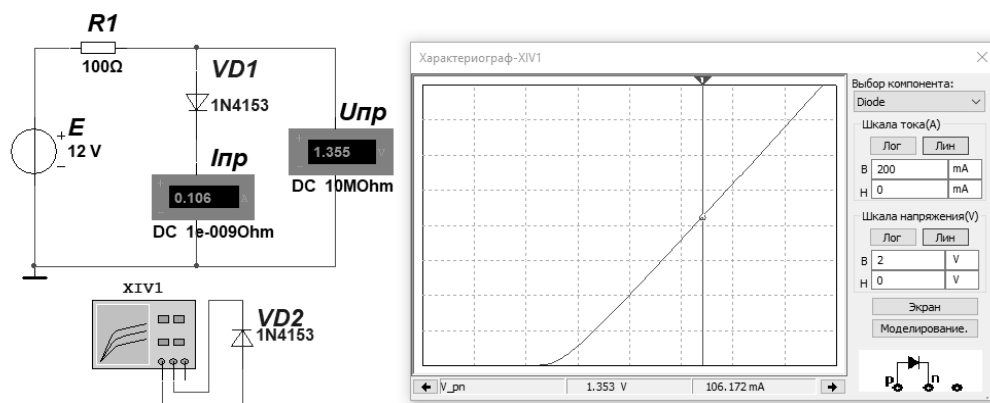 R1
100Ω
VD1
1N4153
E
12 V
+
−
Iпр
0.106
A
DC 1e-009Ohm
Uпр
1.355
V
DC 10MOhm
XIV1
VD2
1N4153
Характериограф-XIV1
1
V_pn
1.353 V
106.172 mA
Выбор компонента:
Diode
Шкала тока(A)
Лог Лин
В 200 mA
Н 0 mA
Шкала напряжения(V)
Лог Лин
В 2 V
Н 0 V
Экран
Моделирование.
p n